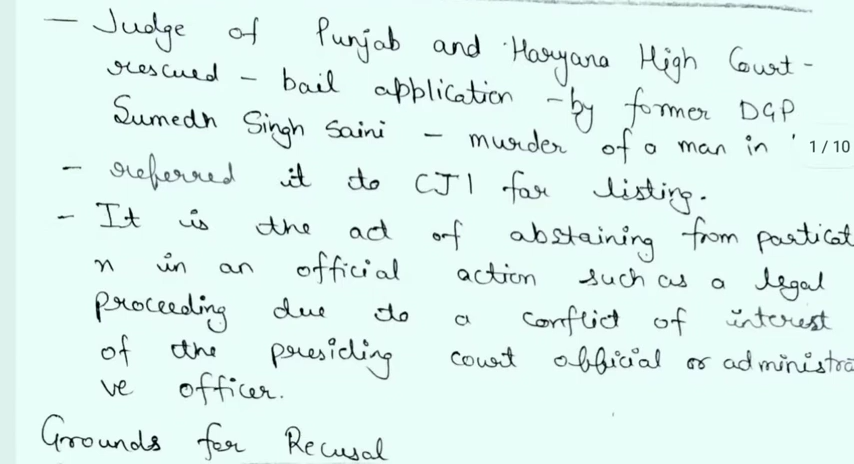 — Judge of Punjab and Haryana High Court -
rescued - bail application - by former DGP
Sumedh Singh Saini - murder of a man in '
1 / 10
- referred it to CJI for listing.
- It is the act of abstaining from particat
n in an official action such as a legal
proceeding due to a conflict of interest
of the presiding court official or administra
ve officer.
Grounds for Recusal